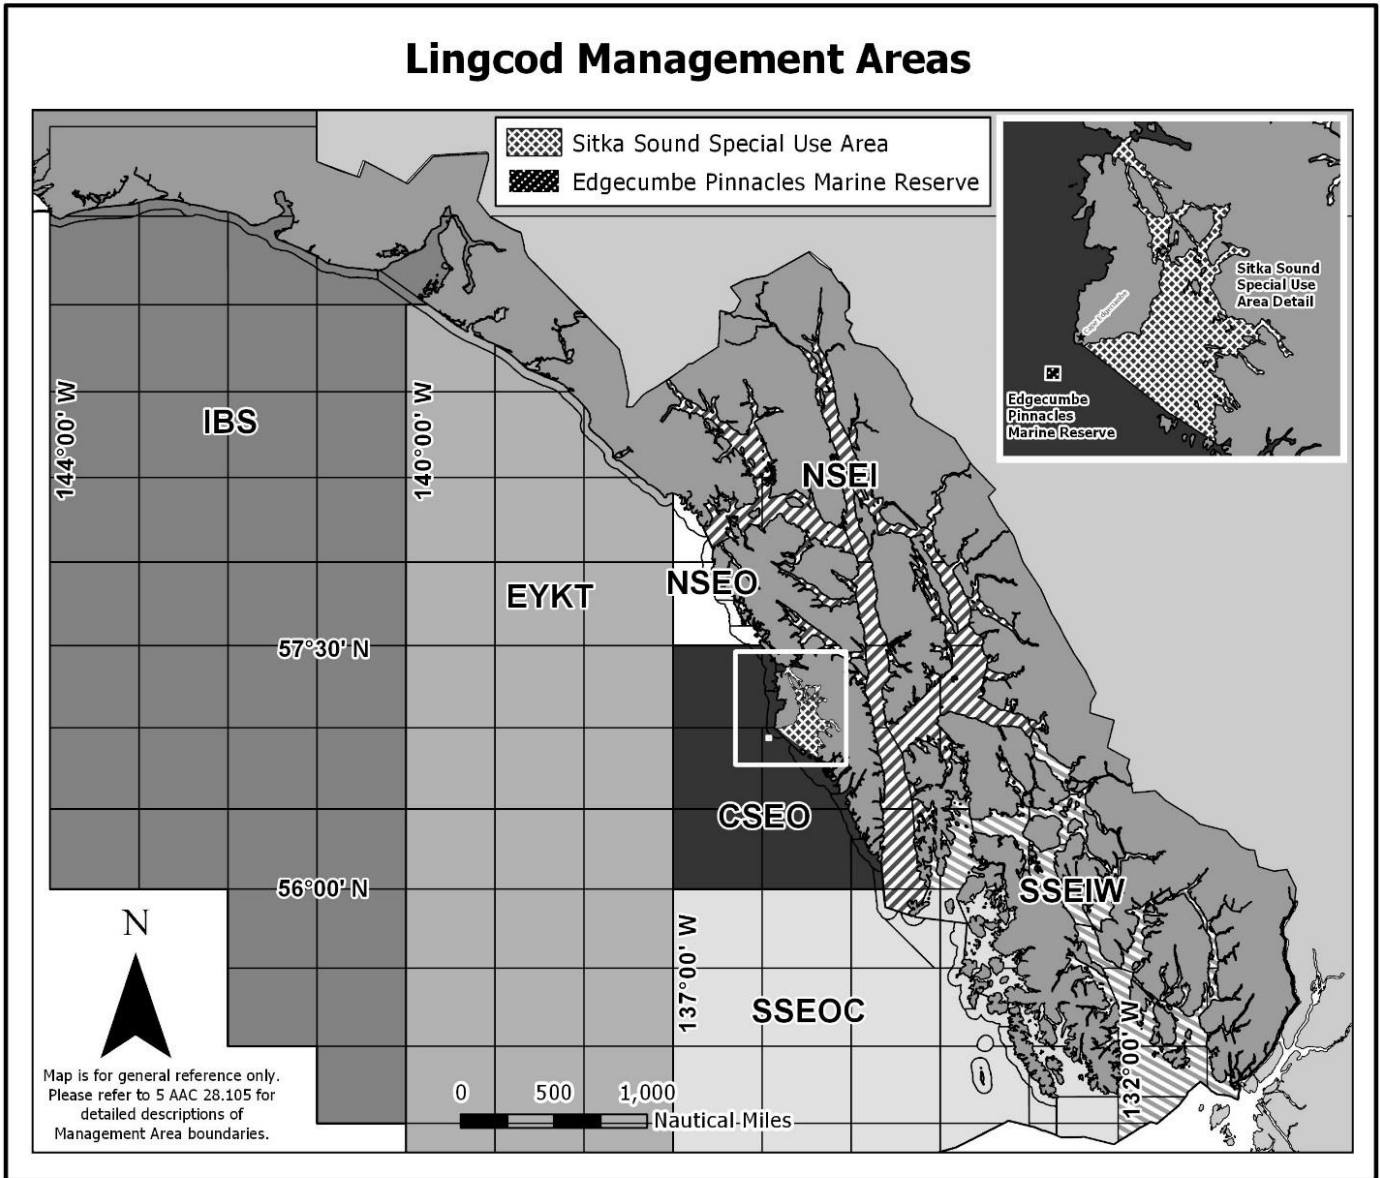 Lingcod Management Areas
Sitka Sound Special Use Area
Edgecumbe Pinnacles Marine Reserve
Sitka Sound
Special Use
Area Detail
Cape Edgecumbe
Edgecumbe
Pinnacles
Marine Reserve
144°00' W
IBS
140°00' W
NSEI
EYKT
NSEO
57°30' N
CSEO
56°00' N
SSEIW
N
137°00' W
SSEOC
132°00' W
Map is for general reference only.
Please refer to 5 AAC 28.105 for
detailed descriptions of
Management Area boundaries.
0 500 1,000
Nautical Miles